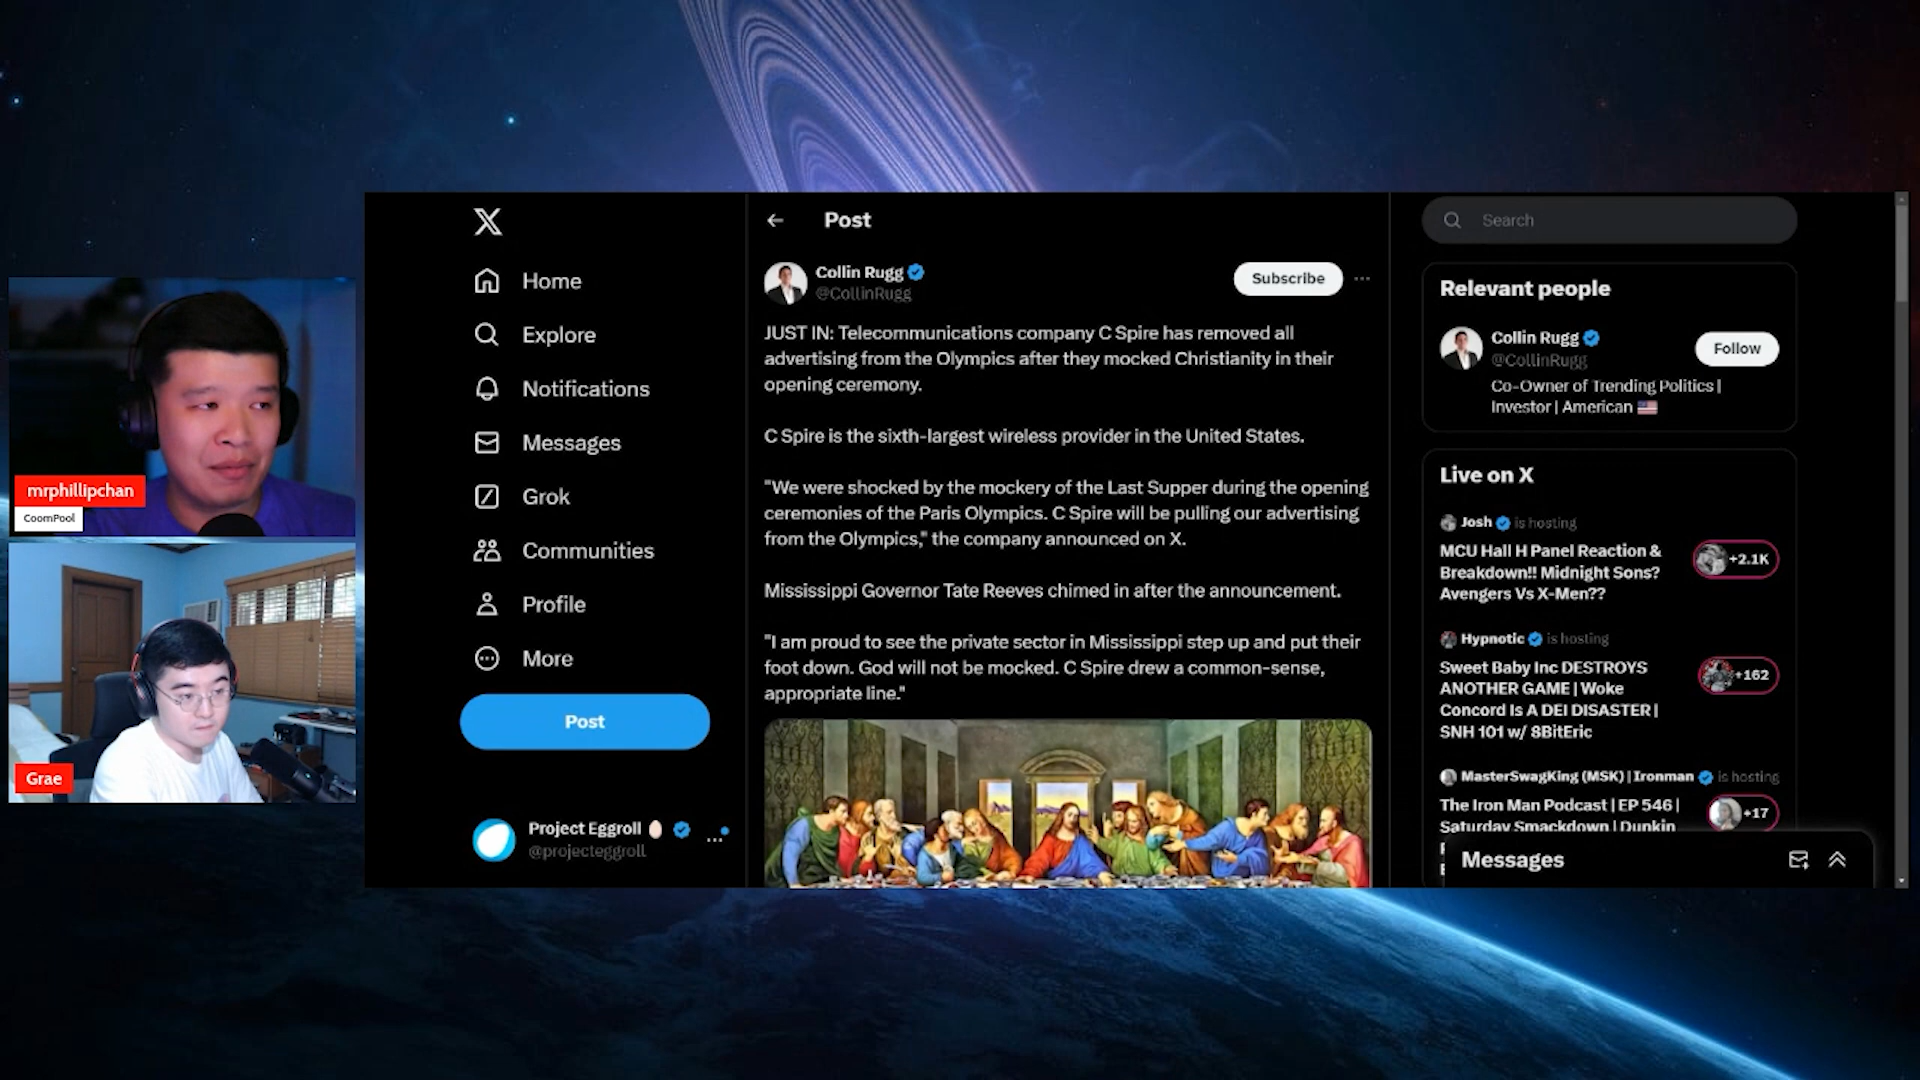 mrphillipchan
CoomPool
Grae
Home
Explore
Notifications
Messages
Grok
Communities
Profile
More
Post
Project Eggroll
@projecteggroll
Post
Collin Rugg
@CollinRugg
Subscribe
JUST IN: Telecommunications company C Spire has removed all
advertising from the Olympics after they mocked Christianity in their
opening ceremony.
C Spire is the sixth-largest wireless provider in the United States.
"We were shocked by the mockery of the Last Supper during the opening
ceremonies of the Paris Olympics. C Spire will be pulling our advertising
from the Olympics," the company announced on X.
Mississippi Governor Tate Reeves chimed in after the announcement.
"I am proud to see the private sector in Mississippi step up and put their
foot down. God will not be mocked. C Spire drew a common-sense,
appropriate line."
Search
Relevant people
Collin Rugg
@CollinRugg
Follow
Co-Owner of Trending Politics |
Investor | American
Live on X
Josh is hosting
MCU Hall H Panel Reaction &
Breakdown!! Midnight Sons?
Avengers Vs X-Men??
+2.1K
Hypnotic is hosting
Sweet Baby Inc DESTROYS
ANOTHER GAME | Woke
Concord Is A DEI DISASTER |
SNH 101 w/ 8BitEric
+162
MasterSwagKing (MSK) | Ironman is hosting
The Iron Man Podcast | EP 546 |
Saturday Smackdown | Dunkin
+17
Messages